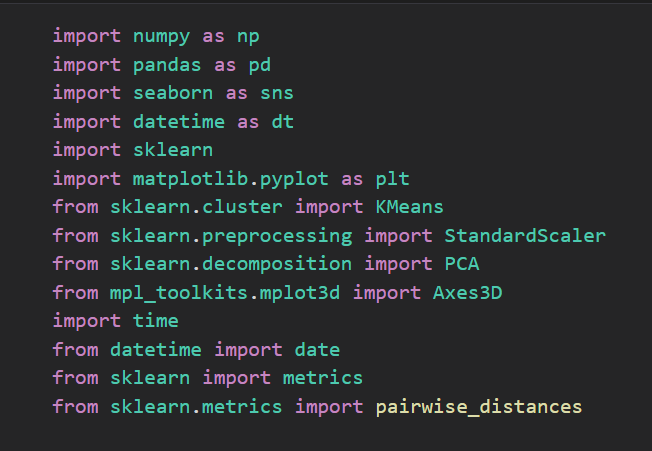 import numpy as np
import pandas as pd
import seaborn as sns
import datetime as dt
import sklearn
import matplotlib.pyplot as plt
from sklearn.cluster import KMeans
from sklearn.preprocessing import StandardScaler
from sklearn.decomposition import PCA
from mpl_toolkits.mplot3d import Axes3D
import time
from datetime import date
from sklearn import metrics
from sklearn.metrics import pairwise_distances